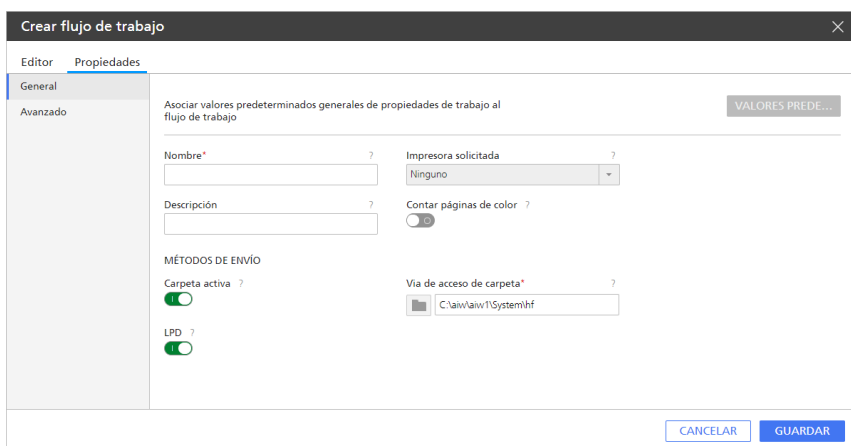 Crear flujo de trabajo
Editor Propiedades
General
Avanzado
Asociar valores predeterminados generales de propiedades de trabajo al
flujo de trabajo
VALORES PREDE...
Nombre* ? Impresora solicitada ?
Ninguno
Descripción ? Contar páginas de color ?
MÉTODOS DE ENVÍO
Carpeta activa ? Via de acceso de carpeta* ?
C:\aiw\aiw1\System\hf
LPD ?
CANCELAR GUARDAR